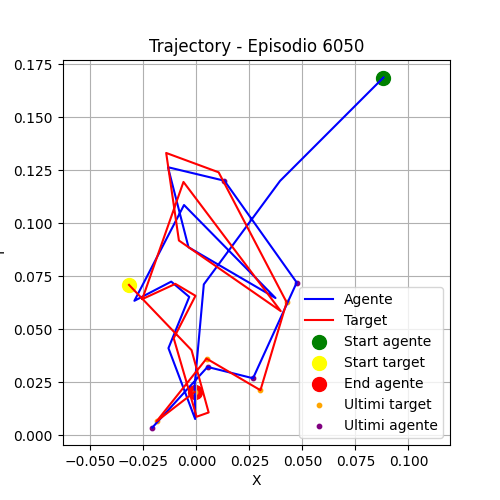 Trajectory - Episodio 6050
0.175
0.150
0.125
0.100
0.075
0.050
0.025
0.000
−0.050
−0.025
0.000
0.025
0.050
0.075
0.100
X
Agente
Target
Start agente
Start target
End agente
Ultimi target
Ultimi agente